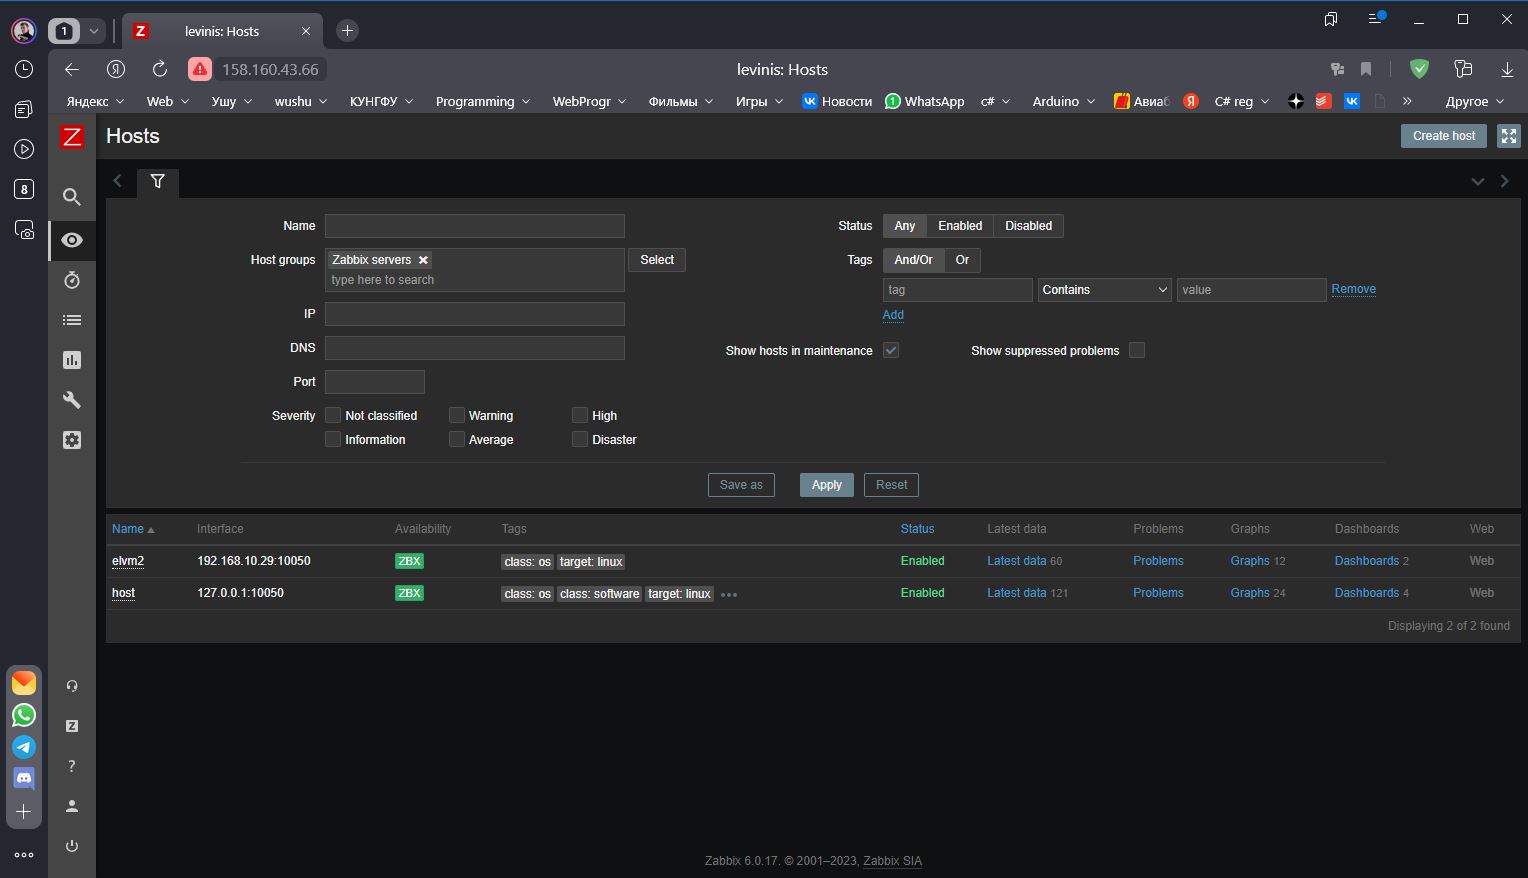 1
Z
levinis: Hosts
Я
158.160.43.66
levinis: Hosts
Яндекс
Web
Ушу
wushu
КУНГФУ
Programming
WebProgr
Фильмы
Игры
Новости
1
WhatsApp
c#
Arduino
Авиаб
Я
C# reg
»
Другое
Z
Hosts
Create host
8
Name
Status
Any
Enabled
Disabled
Host groups
Zabbix servers
type here to search
Select
Tags
And/Or
Or
tag
Contains
value
Remove
Add
IP
DNS
Show hosts in maintenance
Show suppressed problems
Port
Severity
Not classified
Warning
High
Information
Average
Disaster
Save as
Apply
Reset
Name
Interface
Availability
Tags
Status
Latest data
Problems
Graphs
Dashboards
Web
elvm2
192.168.10.29:10050
ZBX
class: os
target: linux
Enabled
Latest data 60
Problems
Graphs 12
Dashboards 2
Web
host
127.0.0.1:10050
ZBX
class: os
class: software
target: linux
•••
Enabled
Latest data 121
Problems
Graphs 24
Dashboards 4
Web
Displaying 2 of 2 found
Z
?
Zabbix 6.0.17. © 2001–2023, Zabbix SIA